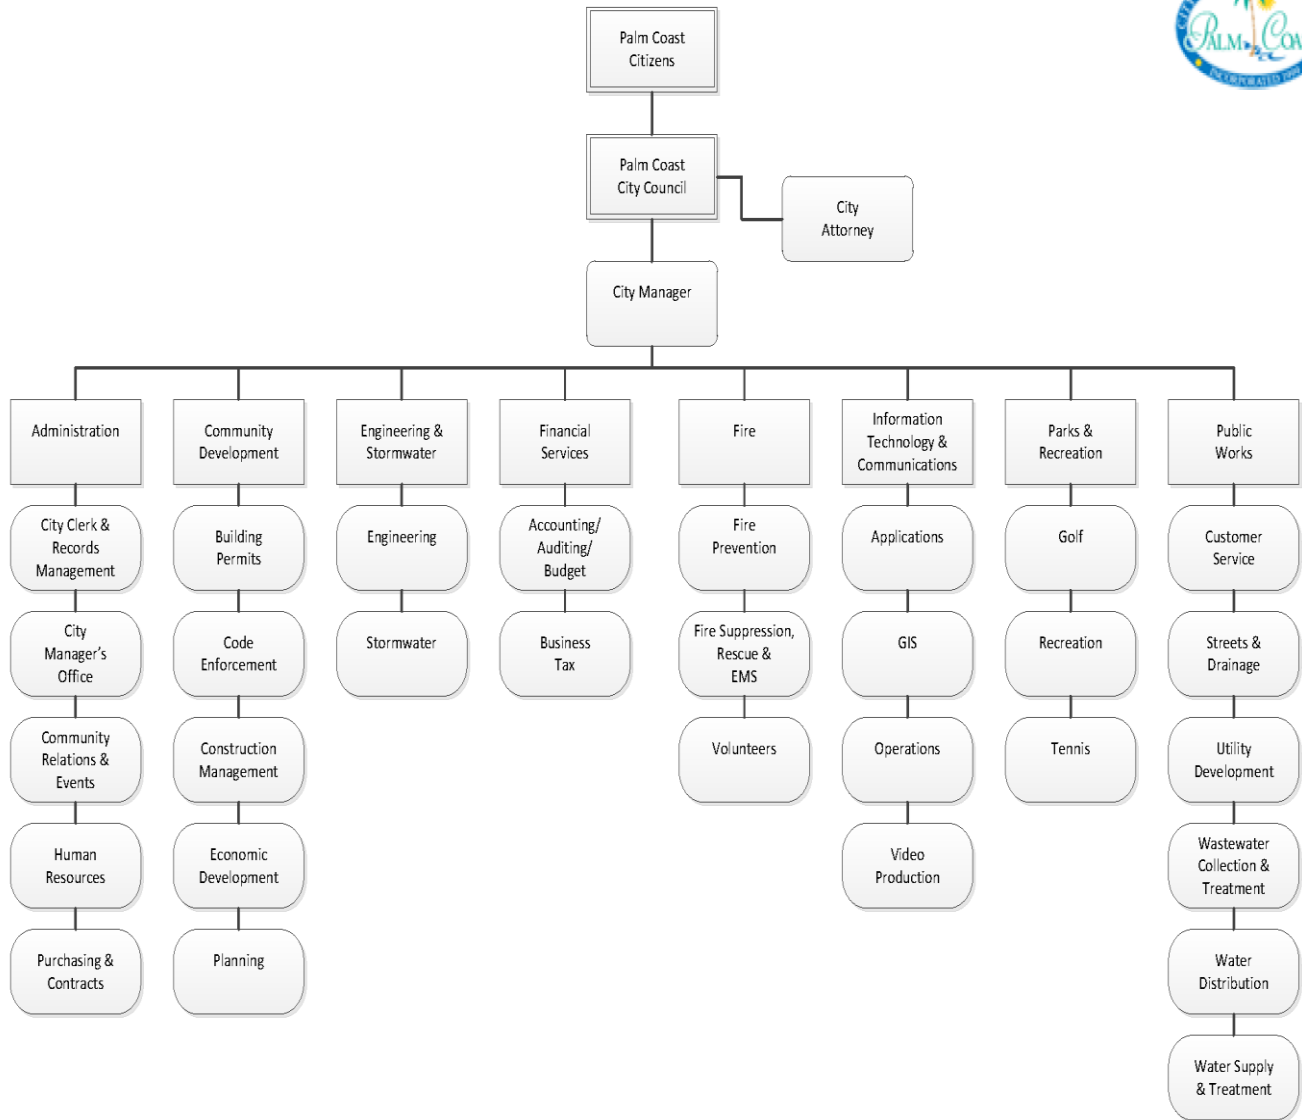 Palm Coast
Citizens
Palm Coast
City Council
City
Attorney
City Manager
Administration
Community
Development
Engineering &
Stormwater
Financial
Services
Fire
Information
Technology &
Communications
Parks &
Recreation
Public
Works
City Clerk &
Records
Management
Building
Permits
Engineering
Accounting/
Auditing/
Budget
Fire
Prevention
Applications
Golf
Customer
Service
City
Manager's
Office
Code
Enforcement
Stormwater
Business
Tax
Fire Suppression,
Rescue &
EMS
GIS
Recreation
Streets &
Drainage
Community
Relations &
Events
Construction
Management
Volunteers
Operations
Tennis
Utility
Development
Human
Resources
Economic
Development
Video
Production
Wastewater
Collection &
Treatment
Purchasing &
Contracts
Planning
Water
Distribution
Water Supply
& Treatment
PALM COA
INCORPORATED